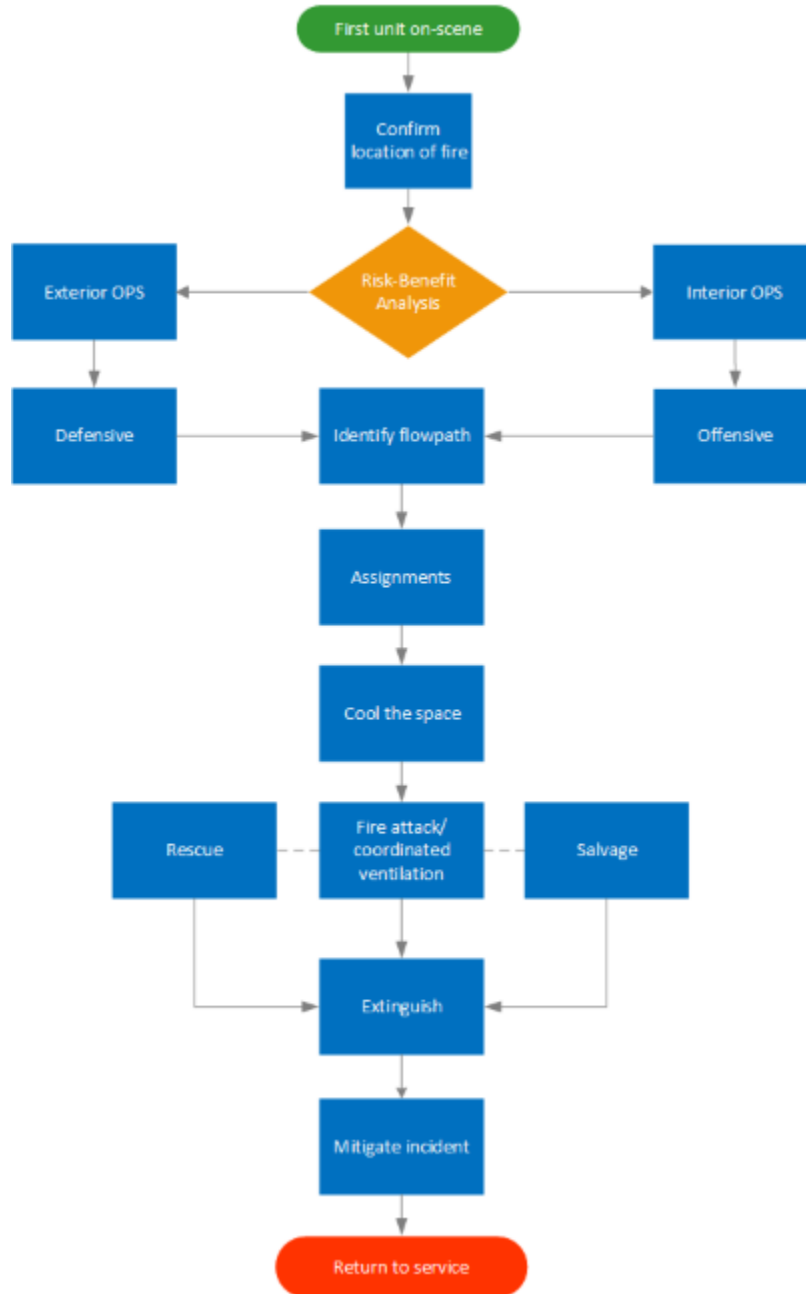 First unit on-scene
Confirm
location of fire
Risk-Benefit
Analysis
Exterior OPS
Interior OPS
Defensive
Identify flowpath
Offensive
Assignments
Cool the space
Rescue
Fire attack/
coordinated
ventilation
Salvage
Extinguish
Mitigate incident
Return to service